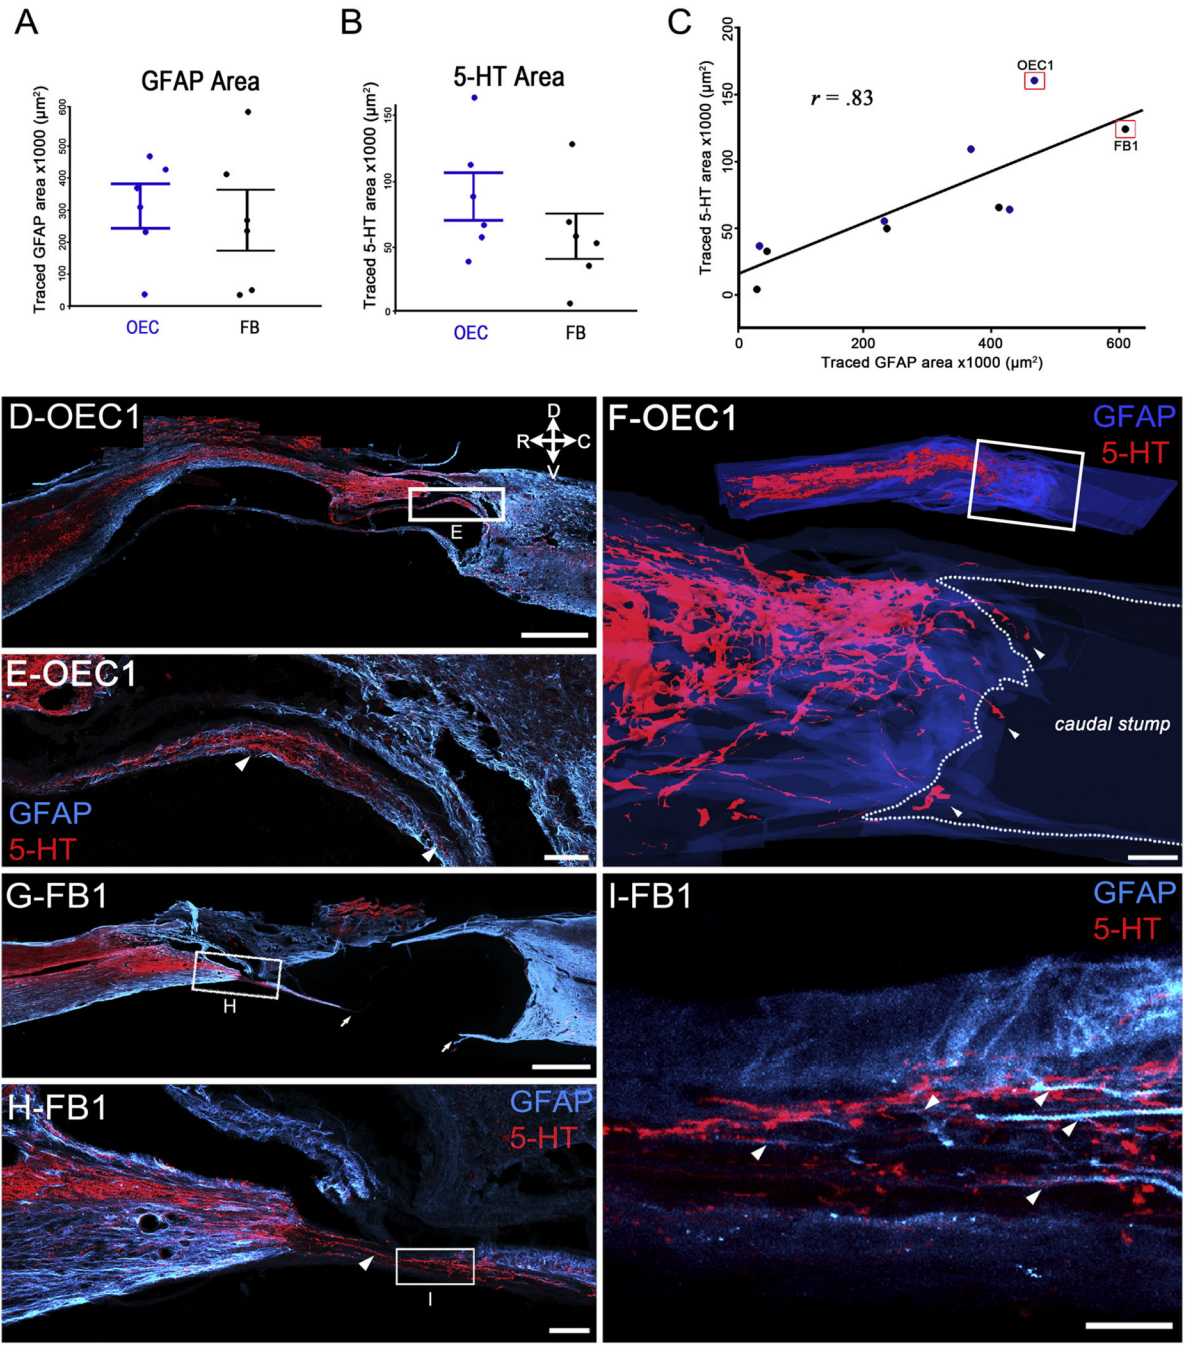 A
B
C
GFAP Area
Traced GFAP area x1000 (µm²)
600
500
400
300
200
100
0
OEC
FB
5-HT Area
Traced 5-HT area x1000 (µm²)
150
100
50
0
OEC
FB
Traced 5-HT area x1000 (µm²)
200
150
100
50
0
r = .83
OEC1
FB1
0
200
400
600
Traced GFAP area x1000 (µm²)
D-OEC1
D
R
C
V
E
F-OEC1
GFAP
5-HT
caudal stump
E-OEC1
GFAP
5-HT
G-FB1
H
H-FB1
GFAP
5-HT
I
I-FB1
GFAP
5-HT